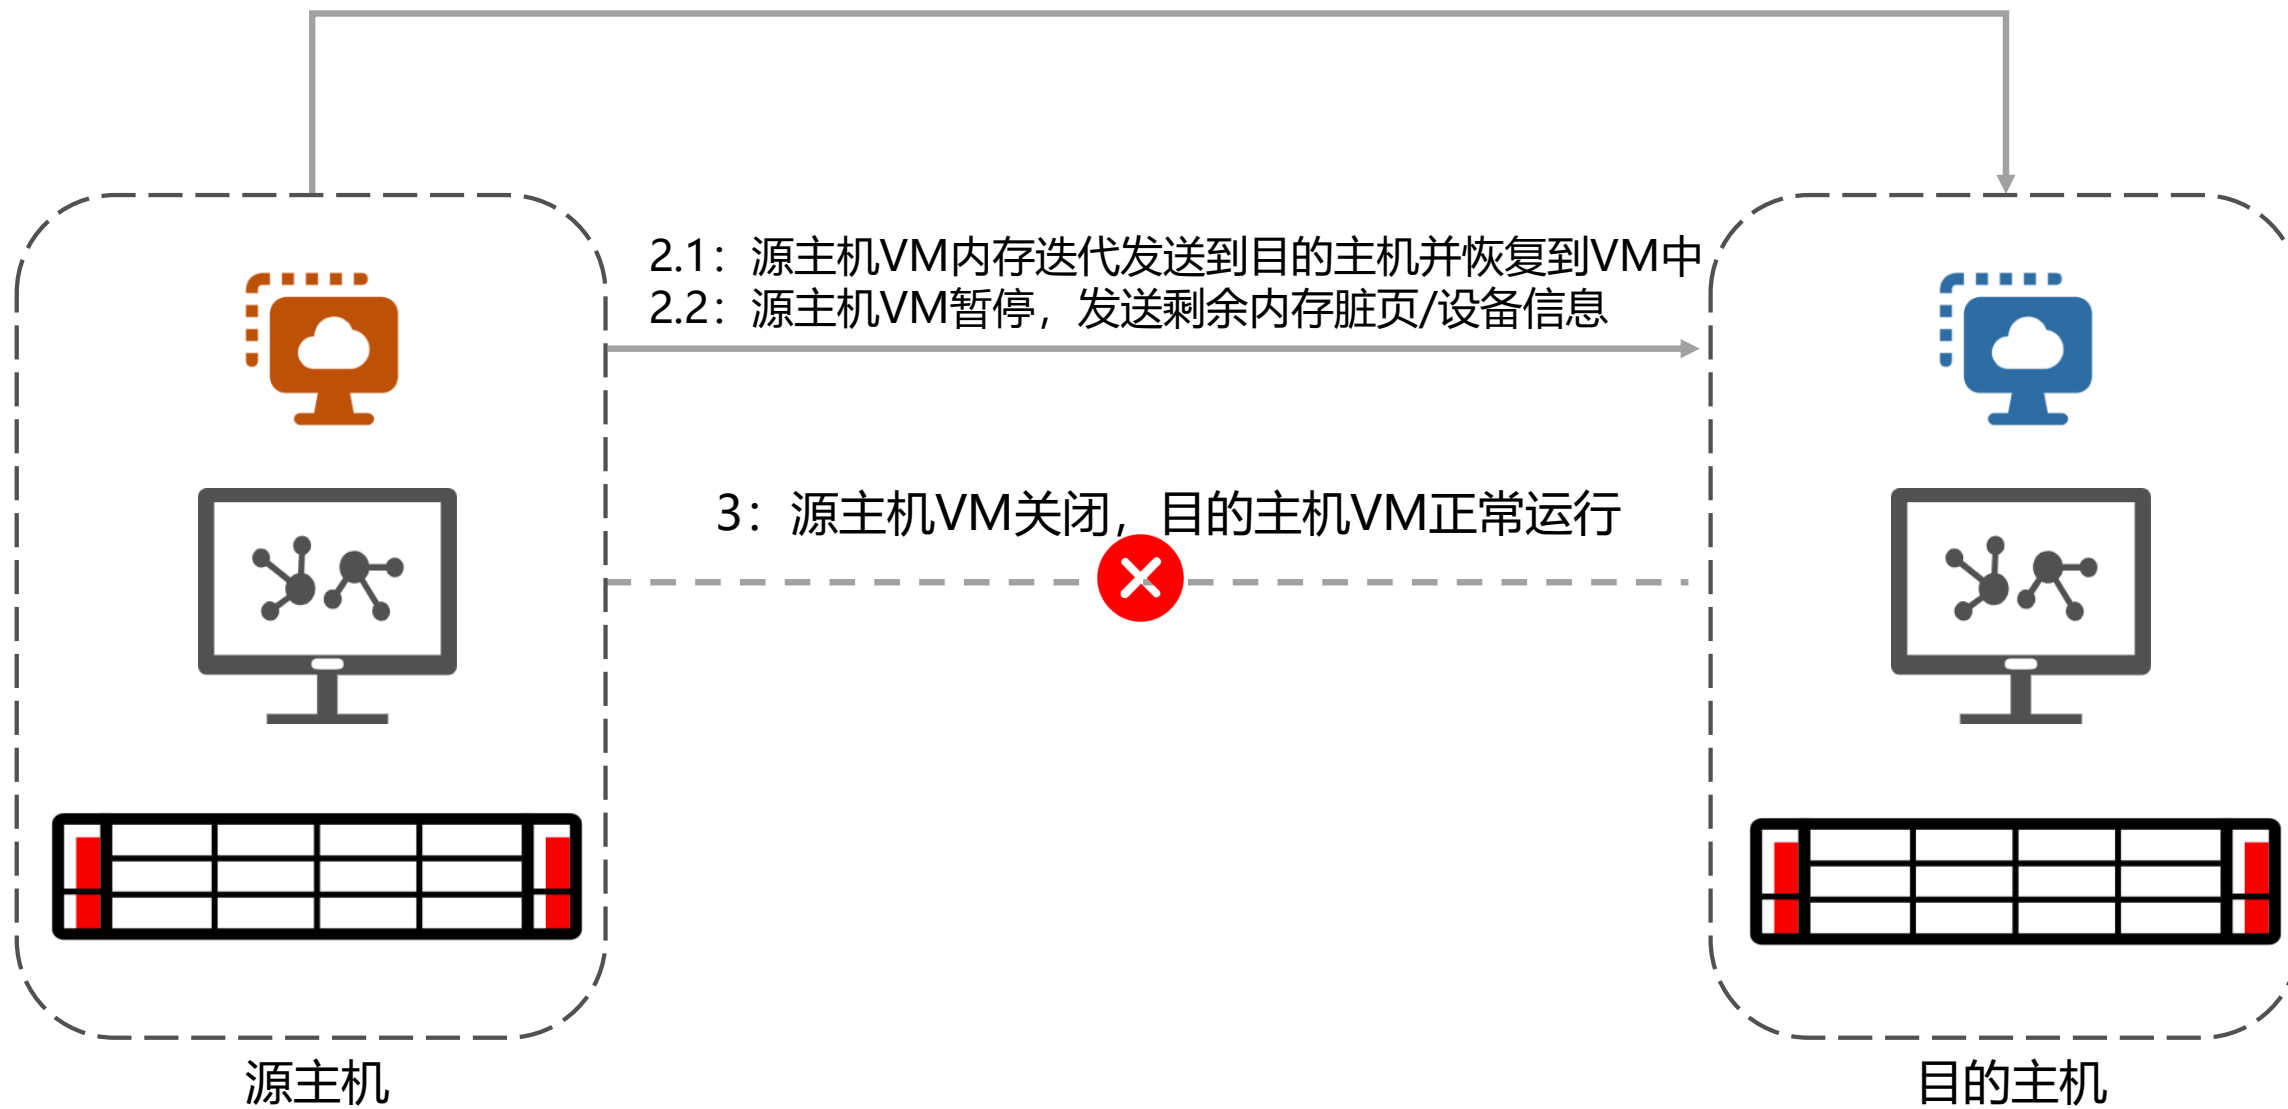 2.1：源主机VM内存迭代发送到目的主机并恢复到VM中
2.2：源主机VM暂停，发送剩余内存脏页/设备信息
3：源主机VM关闭，目的主机VM正常运行
源主机
目的主机